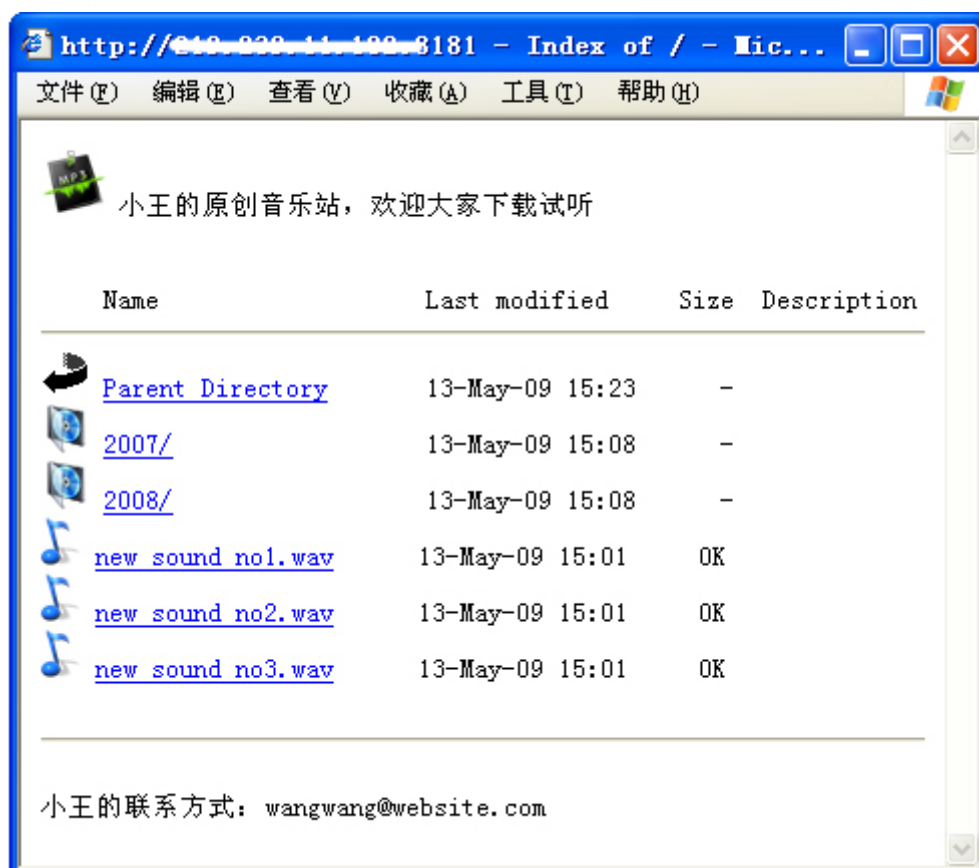 http:// 8181 - Index of / - Mic...
文件(F) 编辑(E) 查看(V) 收藏(A) 工具(T) 帮助(H)
MP3
小王的原创音乐站，欢迎大家下载试听
Name Last modified Size Description
Parent Directory 13-May-09 15:23 -
2007/ 13-May-09 15:08 -
2008/ 13-May-09 15:08 -
new sound no1.wav 13-May-09 15:01 0K
new sound no2.wav 13-May-09 15:01 0K
new sound no3.wav 13-May-09 15:01 0K
小王的联系方式：wangwang@website.com